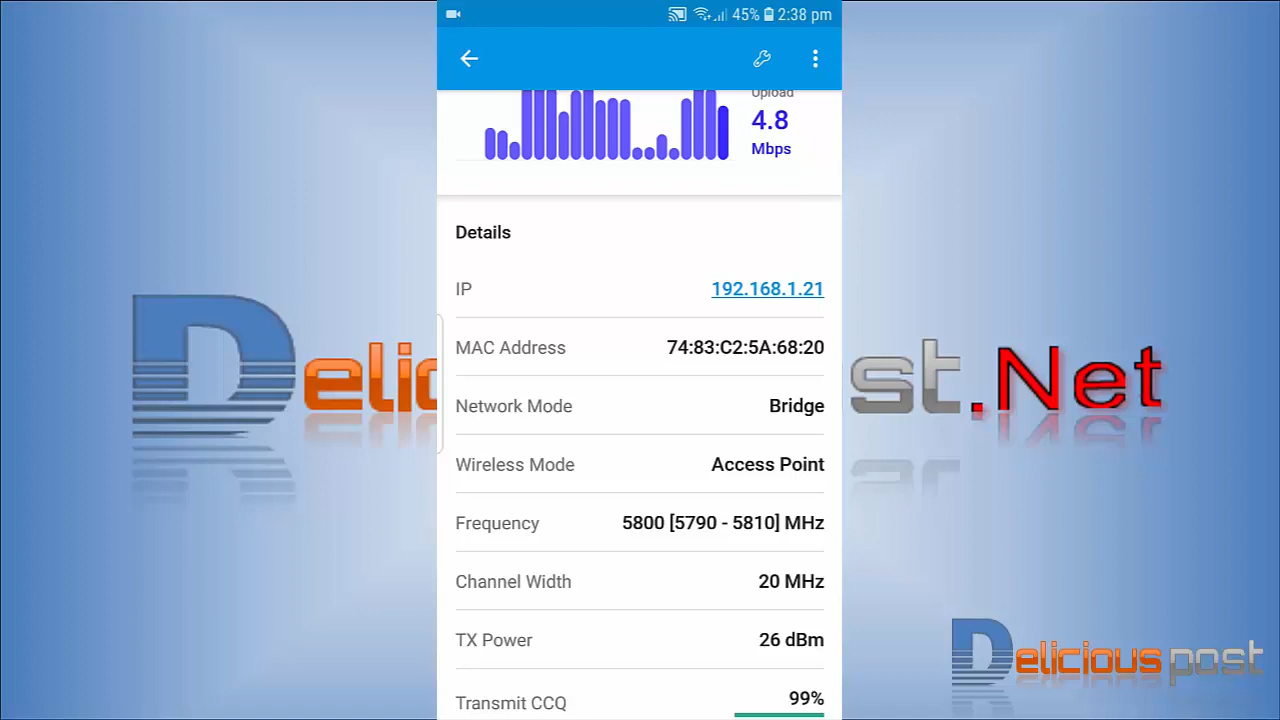 45% 2:38 pm
Upload
4.8
Mbps
Details
IP 192.168.1.21
MAC Address 74:83:C2:5A:68:20
Network Mode Bridge
Wireless Mode Access Point
Frequency 5800 [5790 - 5810] MHz
Channel Width 20 MHz
TX Power 26 dBm
Transmit CCQ 99%
Delic st.Net
Delicious post